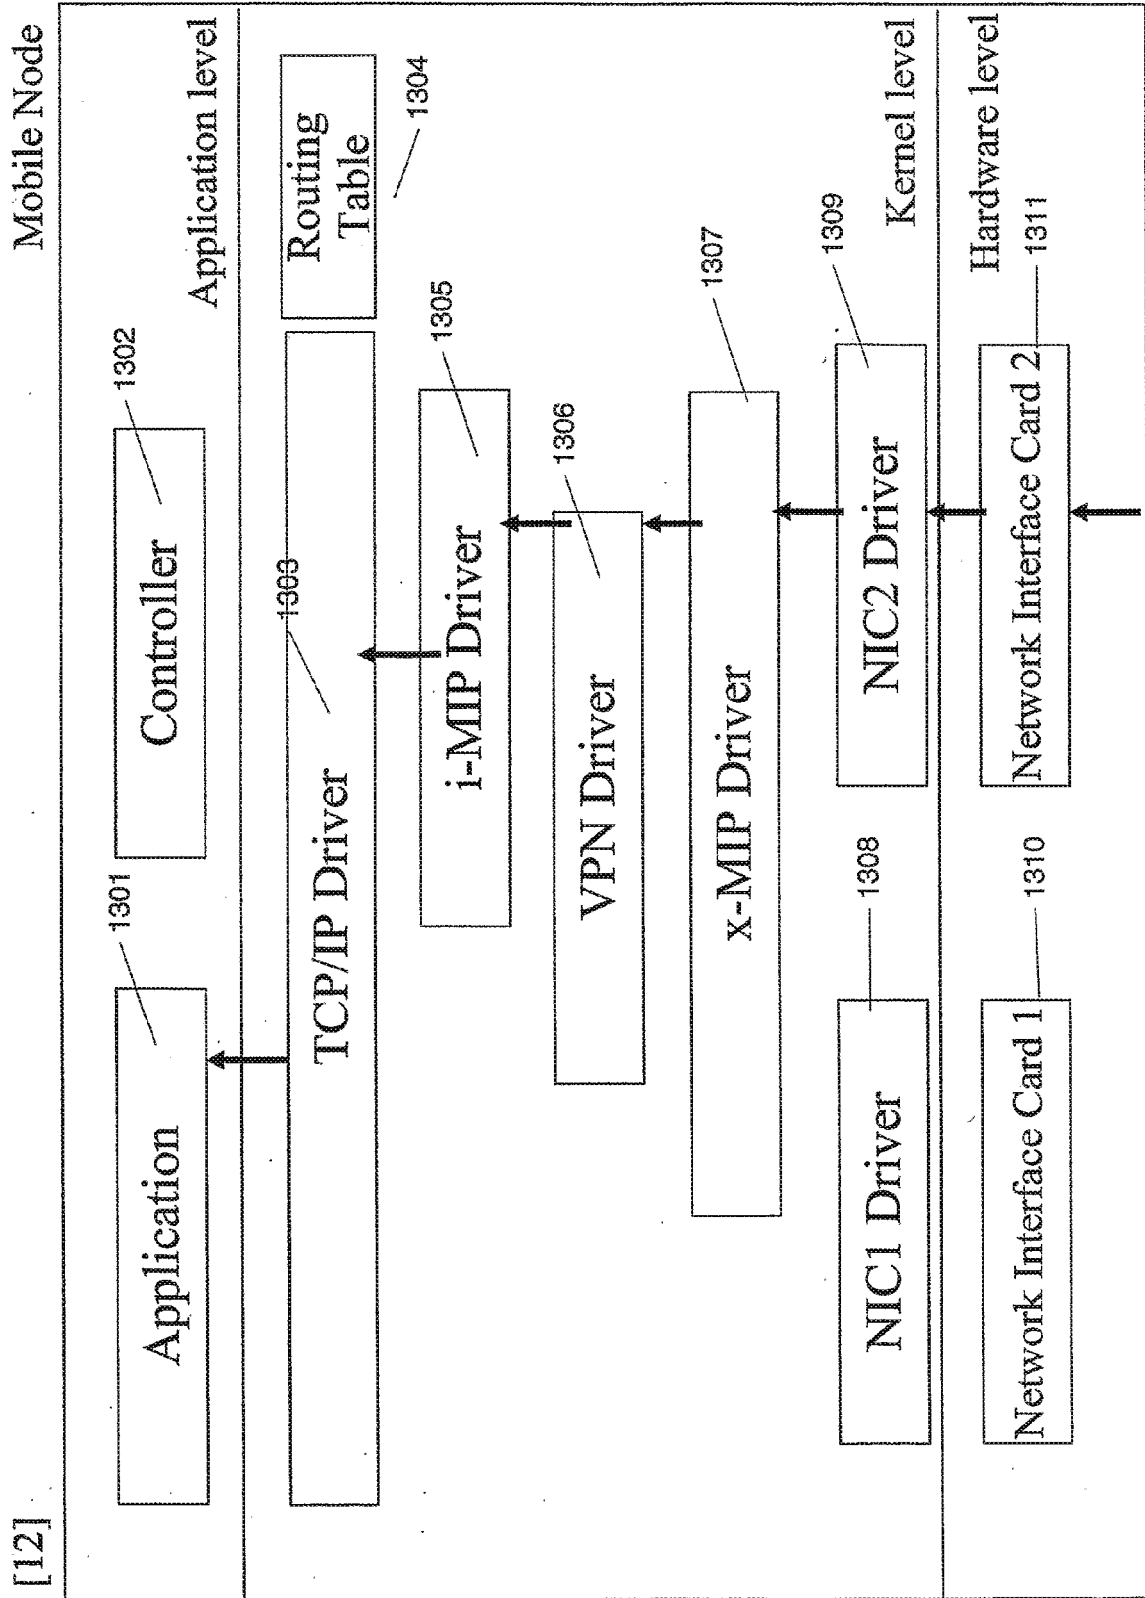 [12]
Mobile Node
Application level
1301
1302
Application
Controller
1303
1304
TCP/IP Driver
Routing
Table
1305
i-MIP Driver
1306
VPN Driver
1307
x-MIP Driver
1308
1309
NIC1 Driver
NIC2 Driver
Kernel level
Hardware level
1310
1311
Network Interface Card 1
Network Interface Card 2